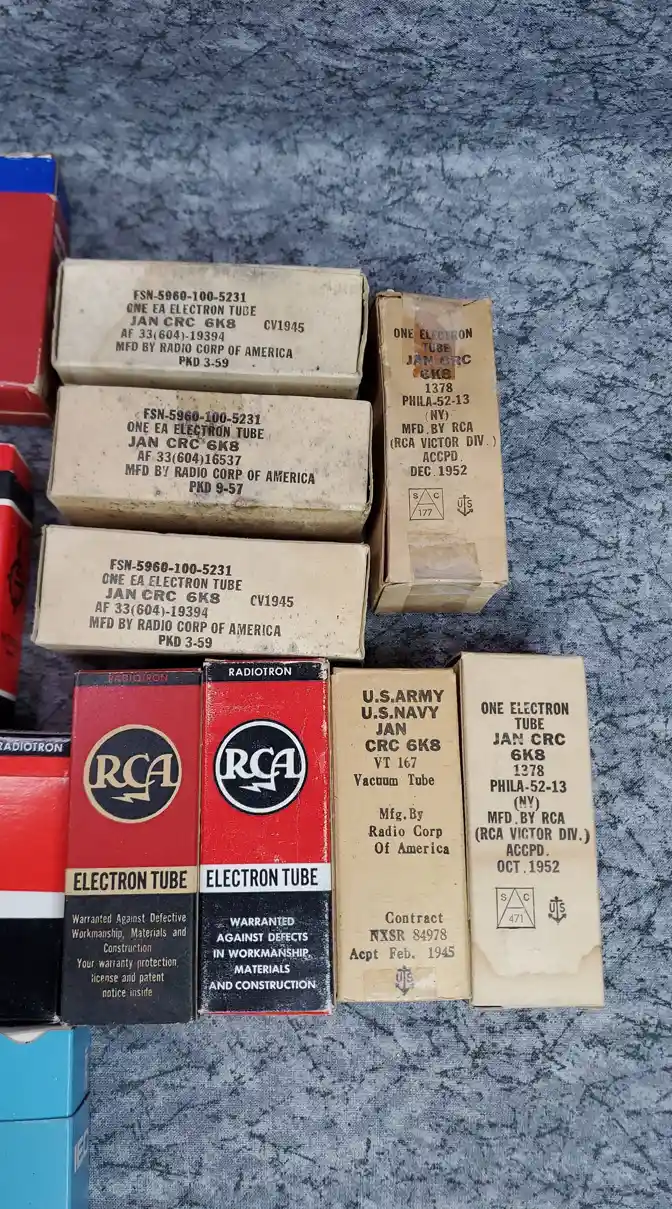 FSN-5960-100-5231
ONE EA ELECTRON TUBE
JAN CRC 6K8 CV1945
AF 33(604)-19394
MFD BY RADIO CORP OF AMERICA
PKD 3-59
FSN-5960-100-5231
ONE EA ELECTRON TUBE
JAN CRC 6K8
AF 33(604)16537
MFD BY RADIO CORP OF AMERICA
PKD 9-57
FSN-5960-100-5231
ONE EA ELECTRON TUBE
JAN CRC 6K8 CV1945
AF 33(604)-19394
MFD BY RADIO CORP OF AMERICA
PKD 3-59
ONE ELECTRON
TUBE
JAN CRC
6K8
1378
PHILA-52-13
(NY)
MFD.BY RCA
(RCA VICTOR DIV.)
ACCPD.
DEC.1952
S C
177
US
RADIOTRON
RADIOTRON
RCA
ELECTRON TUBE
Warranted Against Defective
Workmanship, Materials and
Construction
Your warranty protection,
license and patent
notice inside
RADIOTRON
RCA
ELECTRON TUBE
WARRANTED
AGAINST DEFECTS
IN WORKMANSHIP,
MATERIALS
AND CONSTRUCTION.
U.S.ARMY
U.S.NAVY
JAN
CRC 6K8
VT 167
Vacuum Tube
Mfg.By
Radio Corp
Of America
Contract
NXSR 84978
Acpt Feb. 1945
US
ONE ELECTRON
TUBE
JAN CRC
6K8
1378
PHILA-52-13
(NY)
MFD.BY RCA
(RCA VICTOR DIV.)
ACCPD.
OCT.1952
S C
471
US